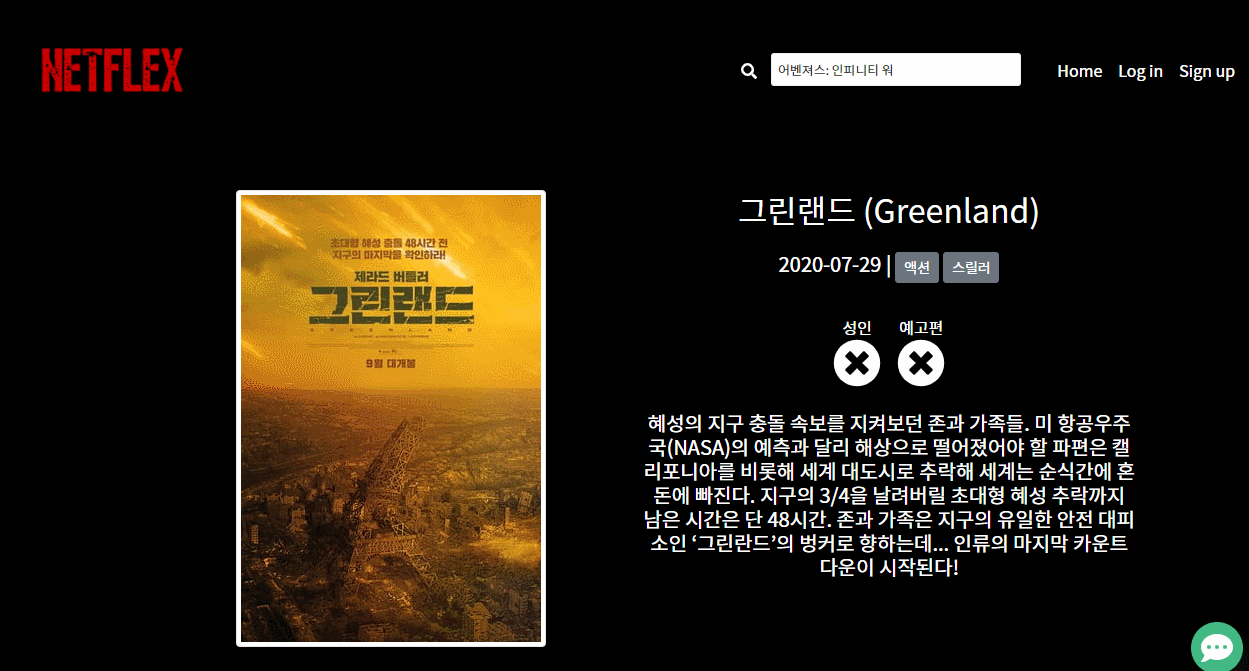 NETFLEX
어벤져스: 인피니티 워
Home Log in Sign up
그린랜드 (Greenland)
2020-07-29 | 액션 스릴러
성인 예고편
혜성의 지구 충돌 속보를 지켜보던 존과 가족들. 미 항공우주
국(NASA)의 예측과 달리 해상으로 떨어졌어야 할 파편은 캘
리포니아를 비롯해 세계 대도시로 추락해 세계는 순식간에 혼
돈에 빠진다. 지구의 3/4을 날려버릴 초대형 혜성 추락까지
남은 시간은 단 48시간. 존과 가족은 지구의 유일한 안전 대피
소인 ‘그린란드’의 벙커로 향하는데... 인류의 마지막 카운트
다운이 시작된다!
초대형 혜성 충돌 48시간 전
지구의 마지막을 확인하라!
제라드 버틀러
그린랜드
GREENLAND
9월 대개봉